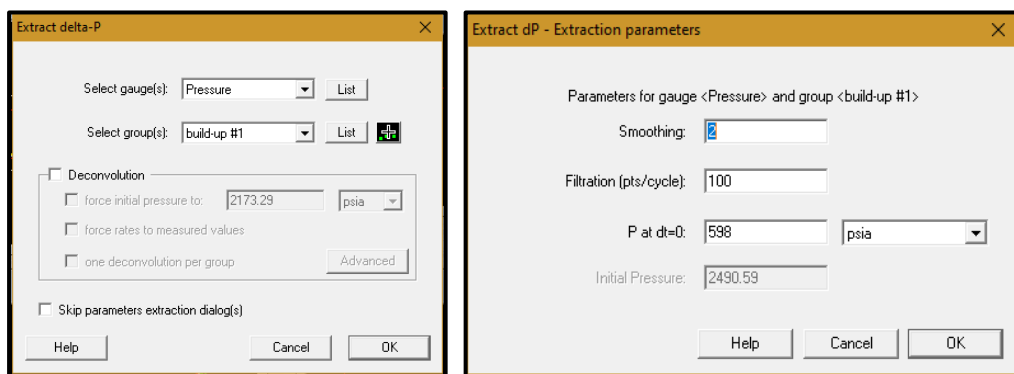 Extract delta-P
Select gauge(s): Pressure List
Select group(s): build-up #1 List
Deconvolution
force initial pressure to: 2173.29 psia
force rates to measured values
one deconvolution per group Advanced
Skip parameters extraction dialog(s)
Help Cancel OK
Extract dP - Extraction parameters
Parameters for gauge <Pressure> and group <build-up #1>
Smoothing: 2
Filtration (pts/cycle): 100
P at dt=0: 598 psia
Initial Pressure: 2490.59
Help Cancel OK